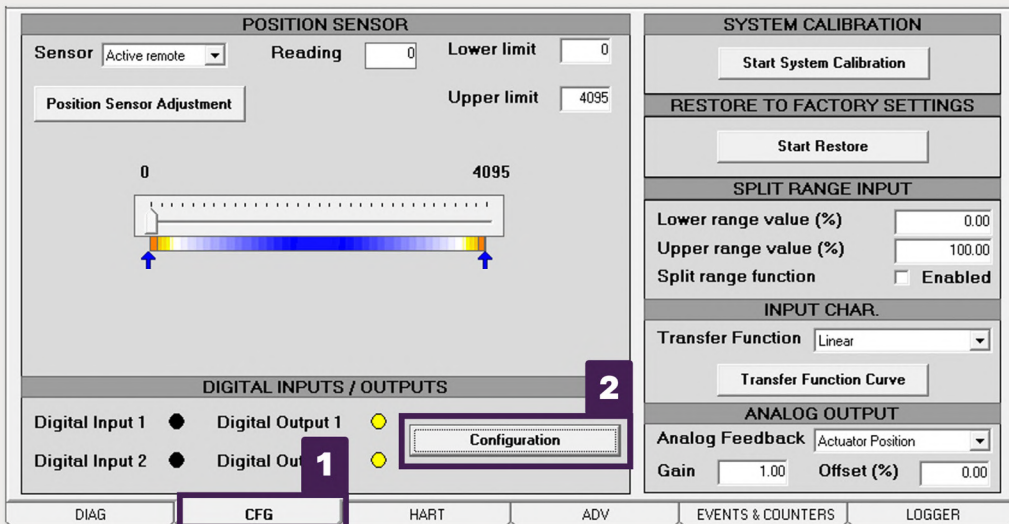 POSITION SENSOR
Sensor Active remote Reading 0 Lower limit 0
Position Sensor Adjustment Upper limit 4095
0 4095
DIGITAL INPUTS / OUTPUTS
2
Digital Input 1 Digital Output 1
Configuration
Digital Input 2 Digital Ou
1
SYSTEM CALIBRATION
Start System Calibration
RESTORE TO FACTORY SETTINGS
Start Restore
SPLIT RANGE INPUT
Lower range value (%) 0.00
Upper range value (%) 100.00
Split range function Enabled
INPUT CHAR.
Transfer Function Linear
Transfer Function Curve
ANALOG OUTPUT
Analog Feedback Actuator Position
Gain 1.00 Offset (%) 0.00
DIAG CFG HART ADV EVENTS & COUNTERS LOGGER